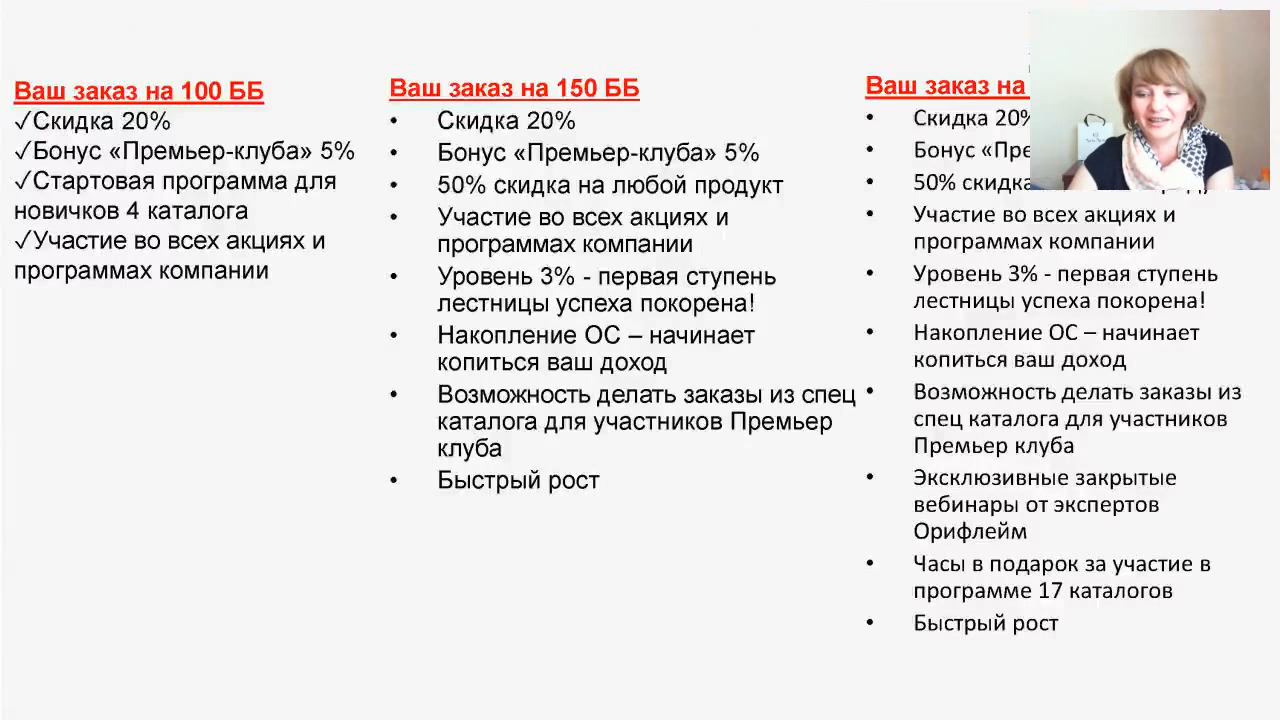 Ваш заказ на 100 ББ
✓Скидка 20%
✓Бонус «Премьер-клуба» 5%
✓Стартовая программа для
новичков 4 каталога
✓Участие во всех акциях и
программах компании
Ваш заказ на 150 ББ
• Скидка 20%
• Бонус «Премьер-клуба» 5%
• 50% скидка на любой продукт
• Участие во всех акциях и
программах компании
• Уровень 3% - первая ступень
лестницы успеха покорена!
• Накопление ОС – начинает
копиться ваш доход
• Возможность делать заказы из спец
каталога для участников Премьер
клуба
• Быстрый рост
Ваш заказ на
• Скидка 20%
• Бонус
• 50% скидка
• Участие во всех акциях и
программах компании
• Уровень 3% - первая ступень
лестницы успеха покорена!
• Накопление ОС – начинает
копиться ваш доход
• Возможность делать заказы из
спец каталога для участников
Премьер клуба
• Эксклюзивные закрытые
вебинары от экспертов
Орифлейм
• Часы в подарок за участие в
программе 17 каталогов
• Быстрый рост